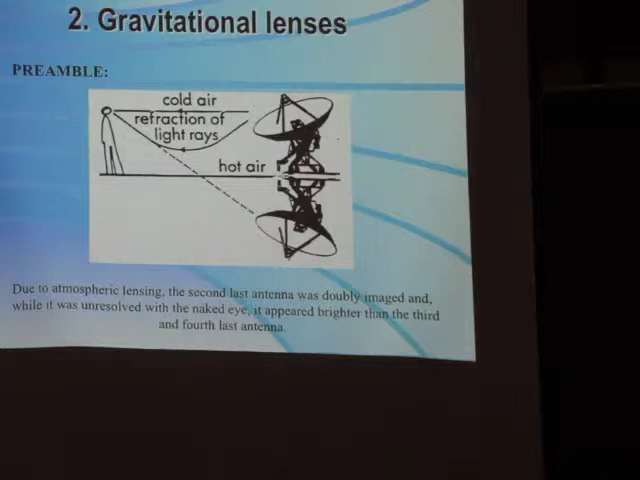 2. Gravitational lenses
PREAMBLE:
cold air
refraction of
light rays
hot air
Due to atmospheric lensing, the second last antenna was doubly imaged and,
while it was unresolved with the naked eye, it appeared brighter than the third
and fourth last antenna.